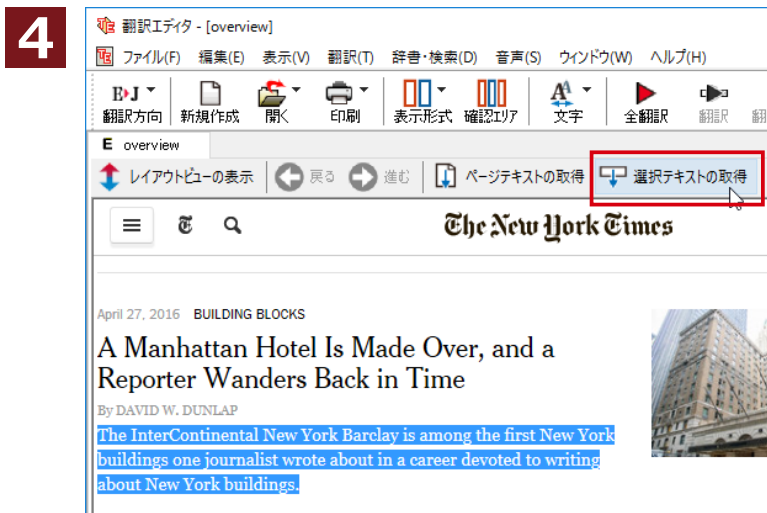 4
翻訳エディタ - [overview]
ファイル(F) 編集(E) 表示(V) 翻訳(T) 辞書・検索(D) 音声(S) ウィンドウ(W) ヘルプ(H)
E▸J
翻訳方向 新規作成 開く 印刷 表示形式 確認エリア 文字 全翻訳 翻訳
E overview
レイアウトビューの表示 戻る 進む ページテキストの取得 選択テキストの取得
The New York Times
April 27, 2016 BUILDING BLOCKS
A Manhattan Hotel Is Made Over, and a
Reporter Wanders Back in Time
By DAVID W. DUNLAP
The InterContinental New York Barclay is among the first New York
buildings one journalist wrote about in a career devoted to writing
about New York buildings.